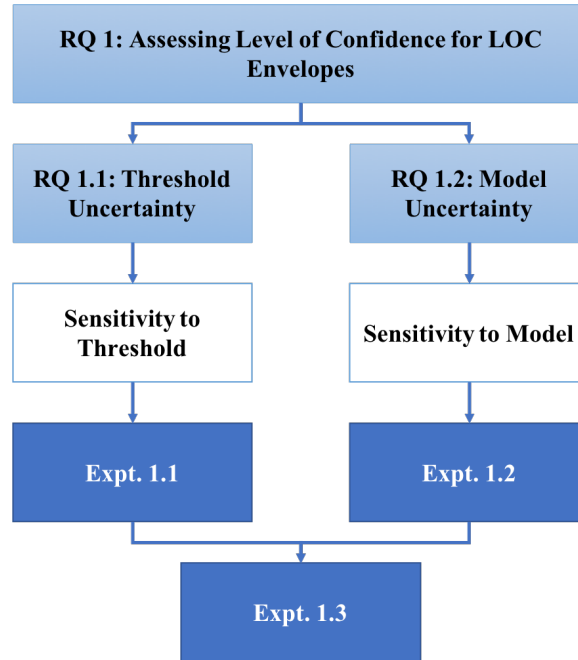 RQ 1: Assessing Level of Confidence for LOC
Envelopes
RQ 1.1: Threshold
Uncertainty
RQ 1.2: Model
Uncertainty
Sensitivity to
Threshold
Sensitivity to Model
Expt. 1.1
Expt. 1.2
Expt. 1.3